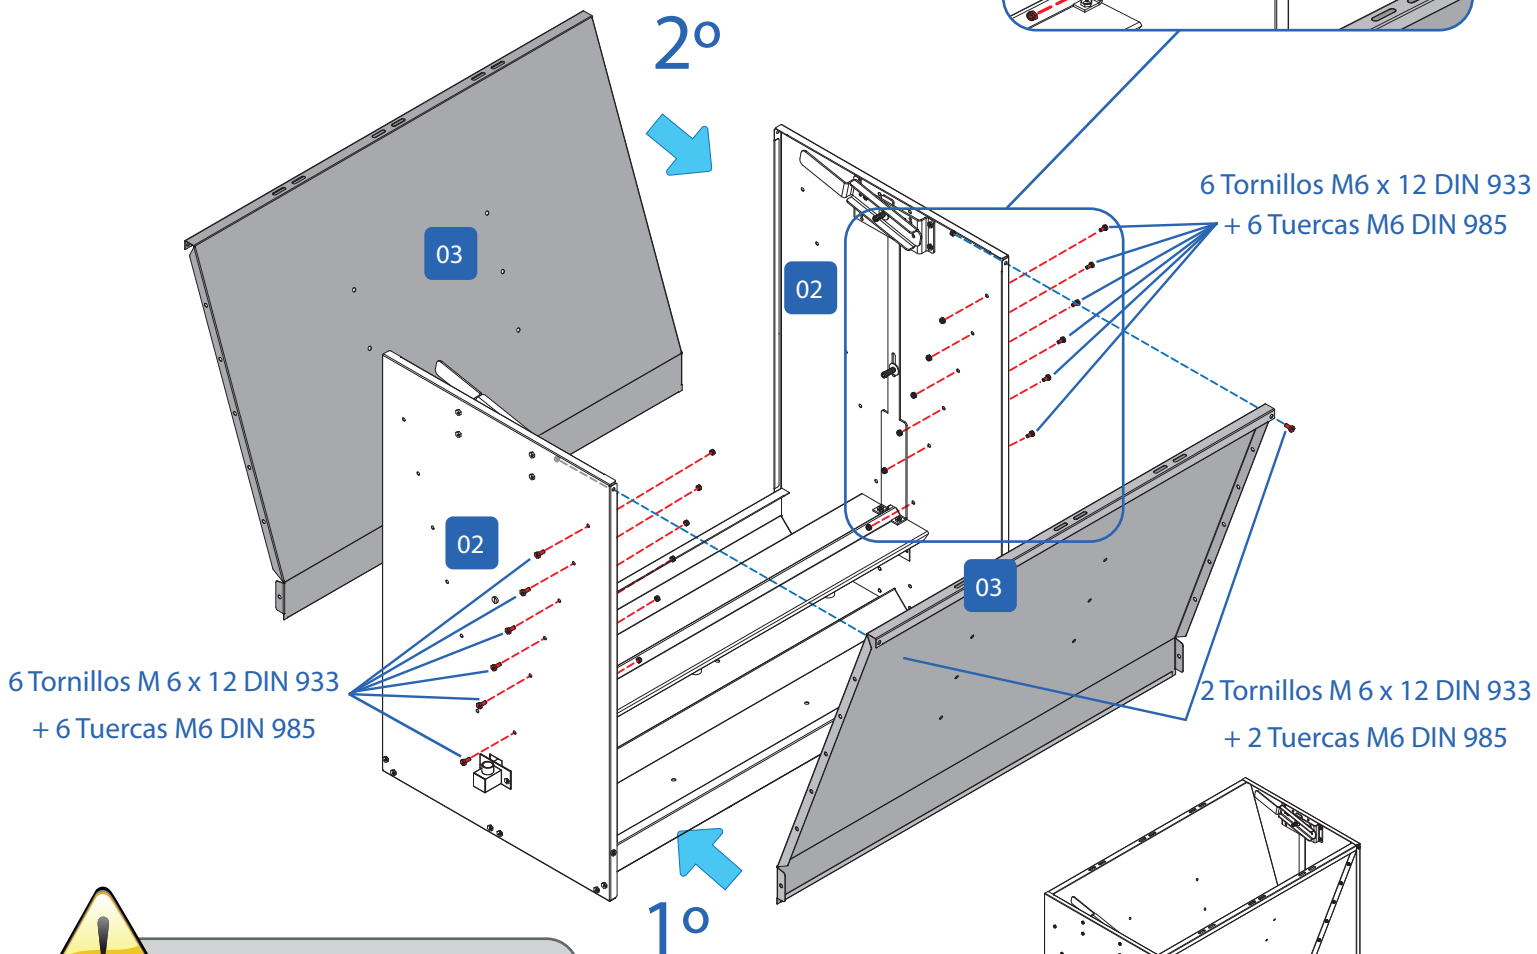 2º
6 Tornillos M6 x 12 DIN 933
+ 6 Tuercas M6 DIN 985
03
02
02
03
6 Tornillos M 6 x 12 DIN 933
+ 6 Tuercas M6 DIN 985
2 Tornillos M 6 x 12 DIN 933
+ 2 Tuercas M6 DIN 985
1º